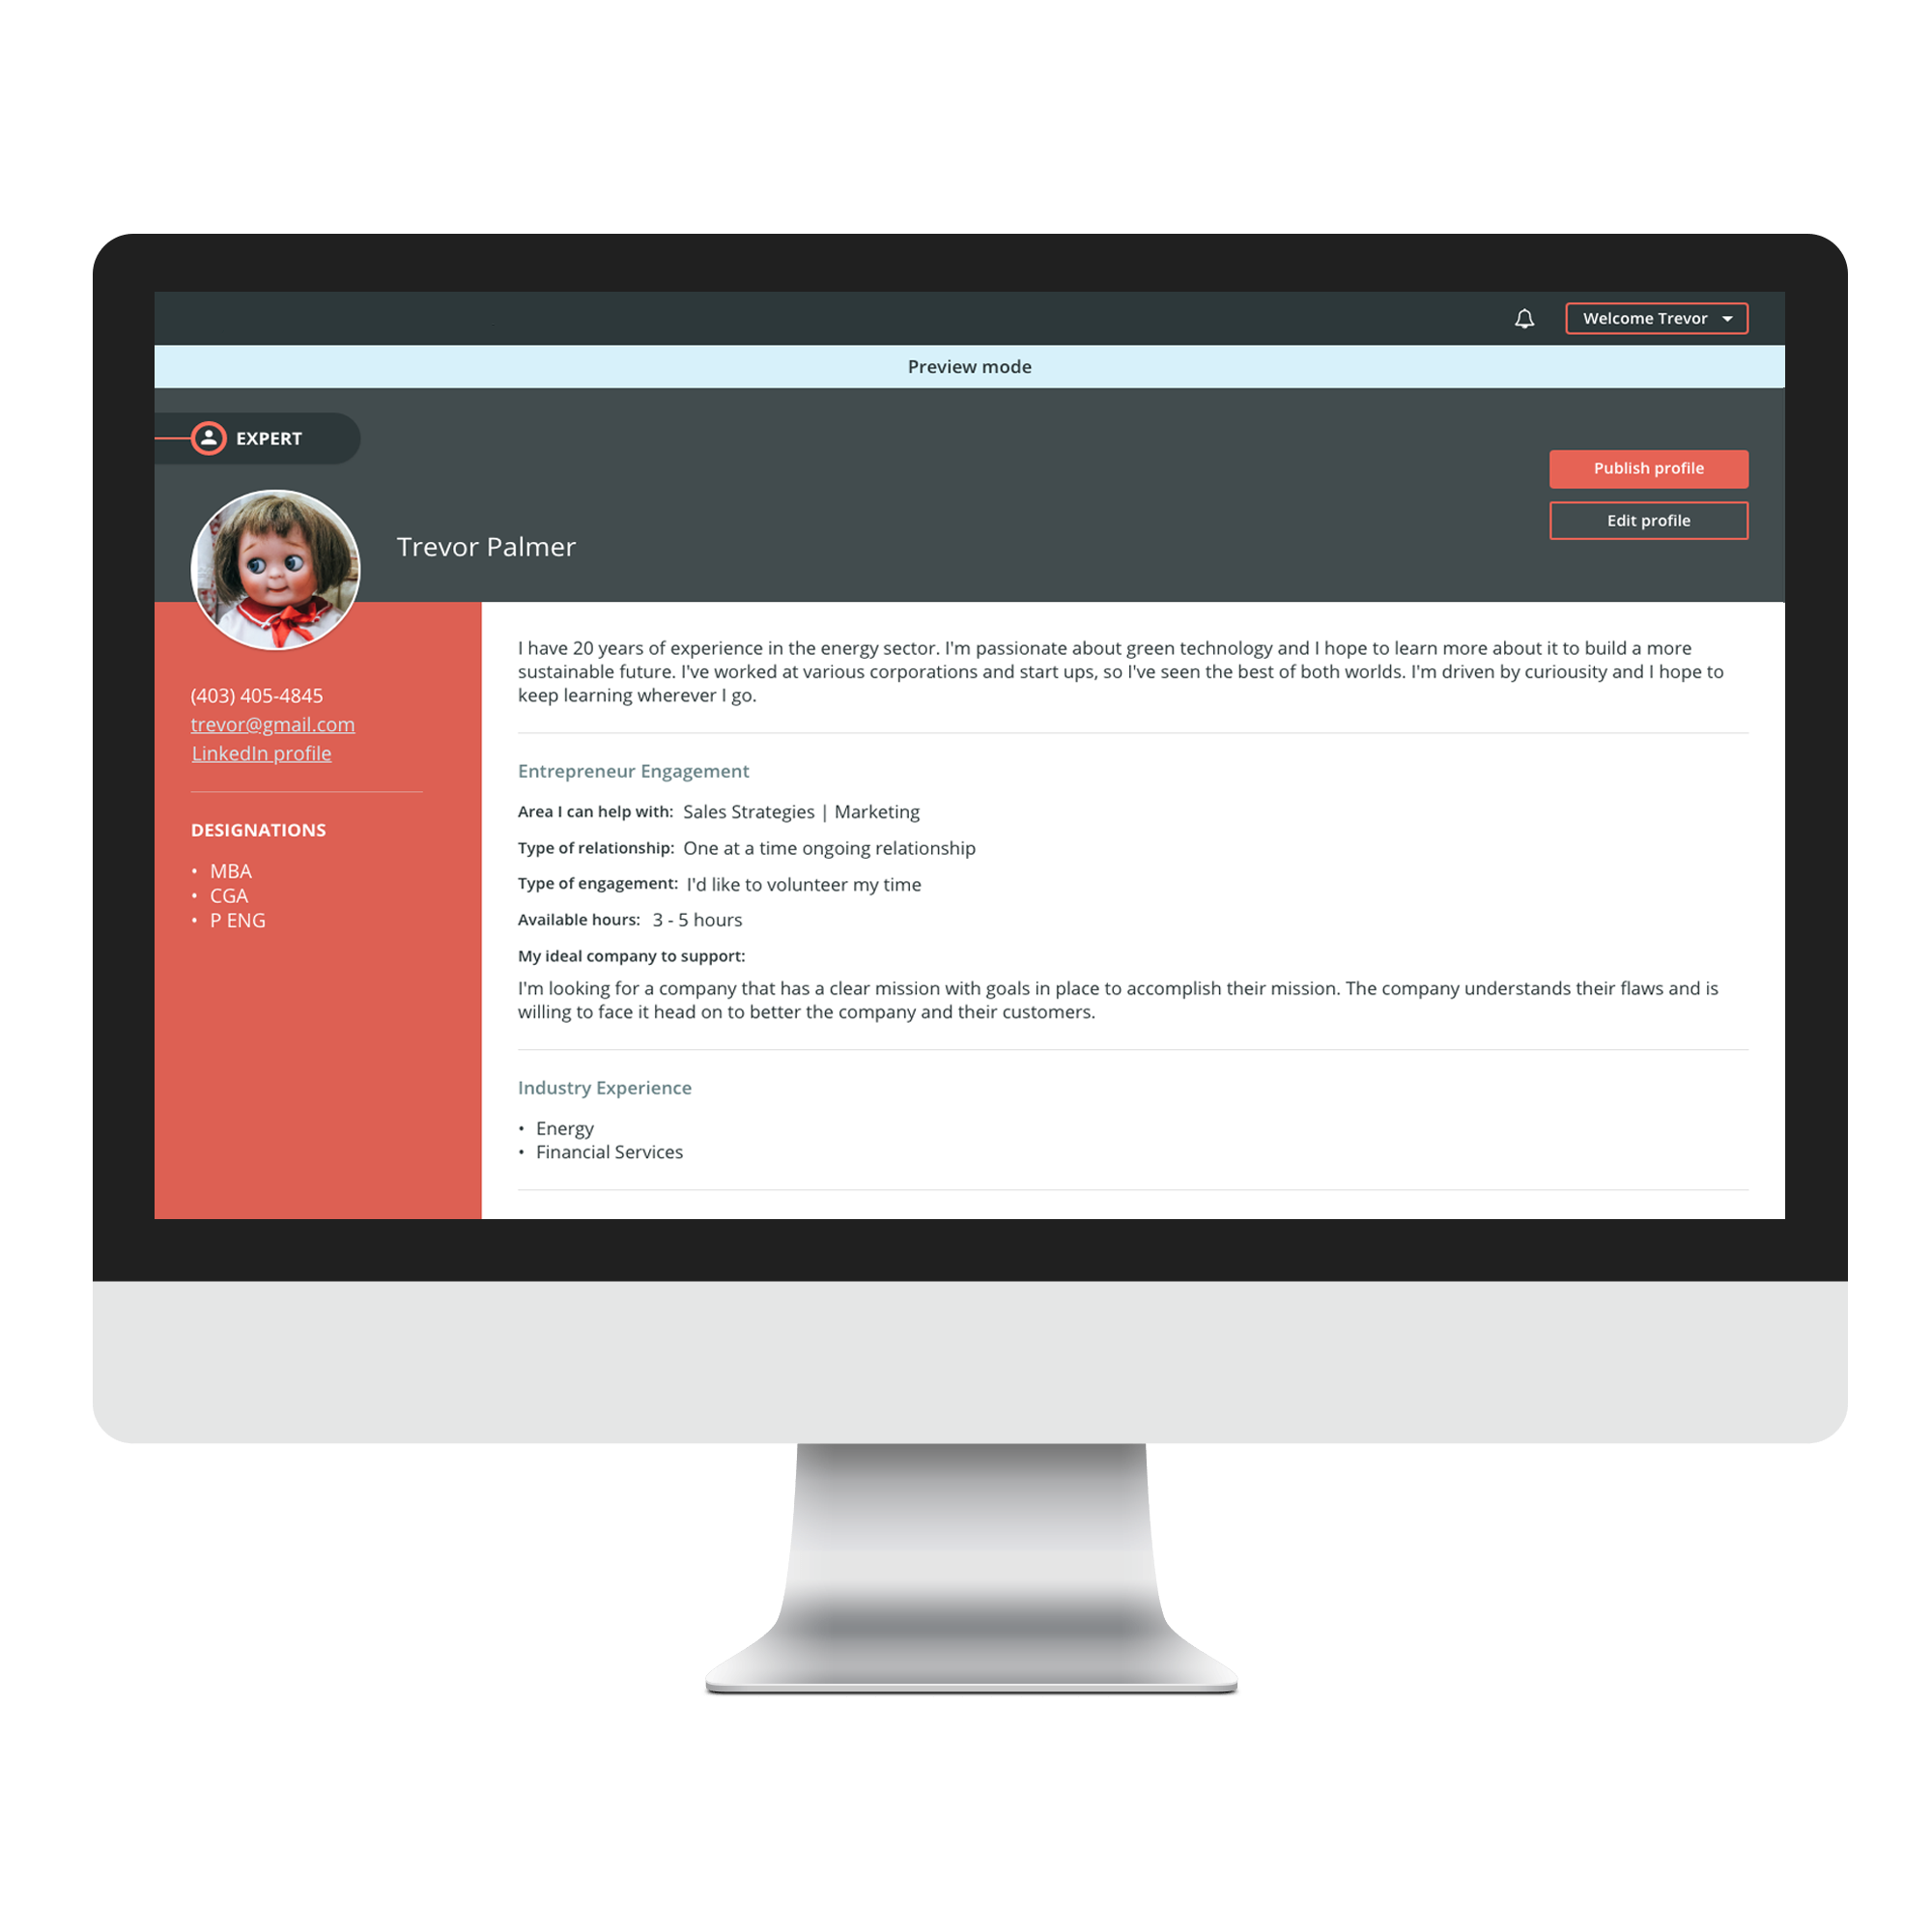 Welcome Trevor
Preview mode
EXPERT
Publish profile
Edit profile
Trevor Palmer
(403) 405-4845
trevor@gmail.com
LinkedIn profile
DESIGNATIONS
• MBA
• CGA
• P ENG
I have 20 years of experience in the energy sector. I'm passionate about green technology and I hope to learn more about it to build a more
sustainable future. I've worked at various corporations and start ups, so I've seen the best of both worlds. I'm driven by curiousity and I hope to
keep learning wherever I go.
Entrepreneur Engagement
Area I can help with: Sales Strategies | Marketing
Type of relationship: One at a time ongoing relationship
Type of engagement: I'd like to volunteer my time
Available hours: 3 - 5 hours
My ideal company to support:
I'm looking for a company that has a clear mission with goals in place to accomplish their mission. The company understands their flaws and is
willing to face it head on to better the company and their customers.
Industry Experience
• Energy
• Financial Services